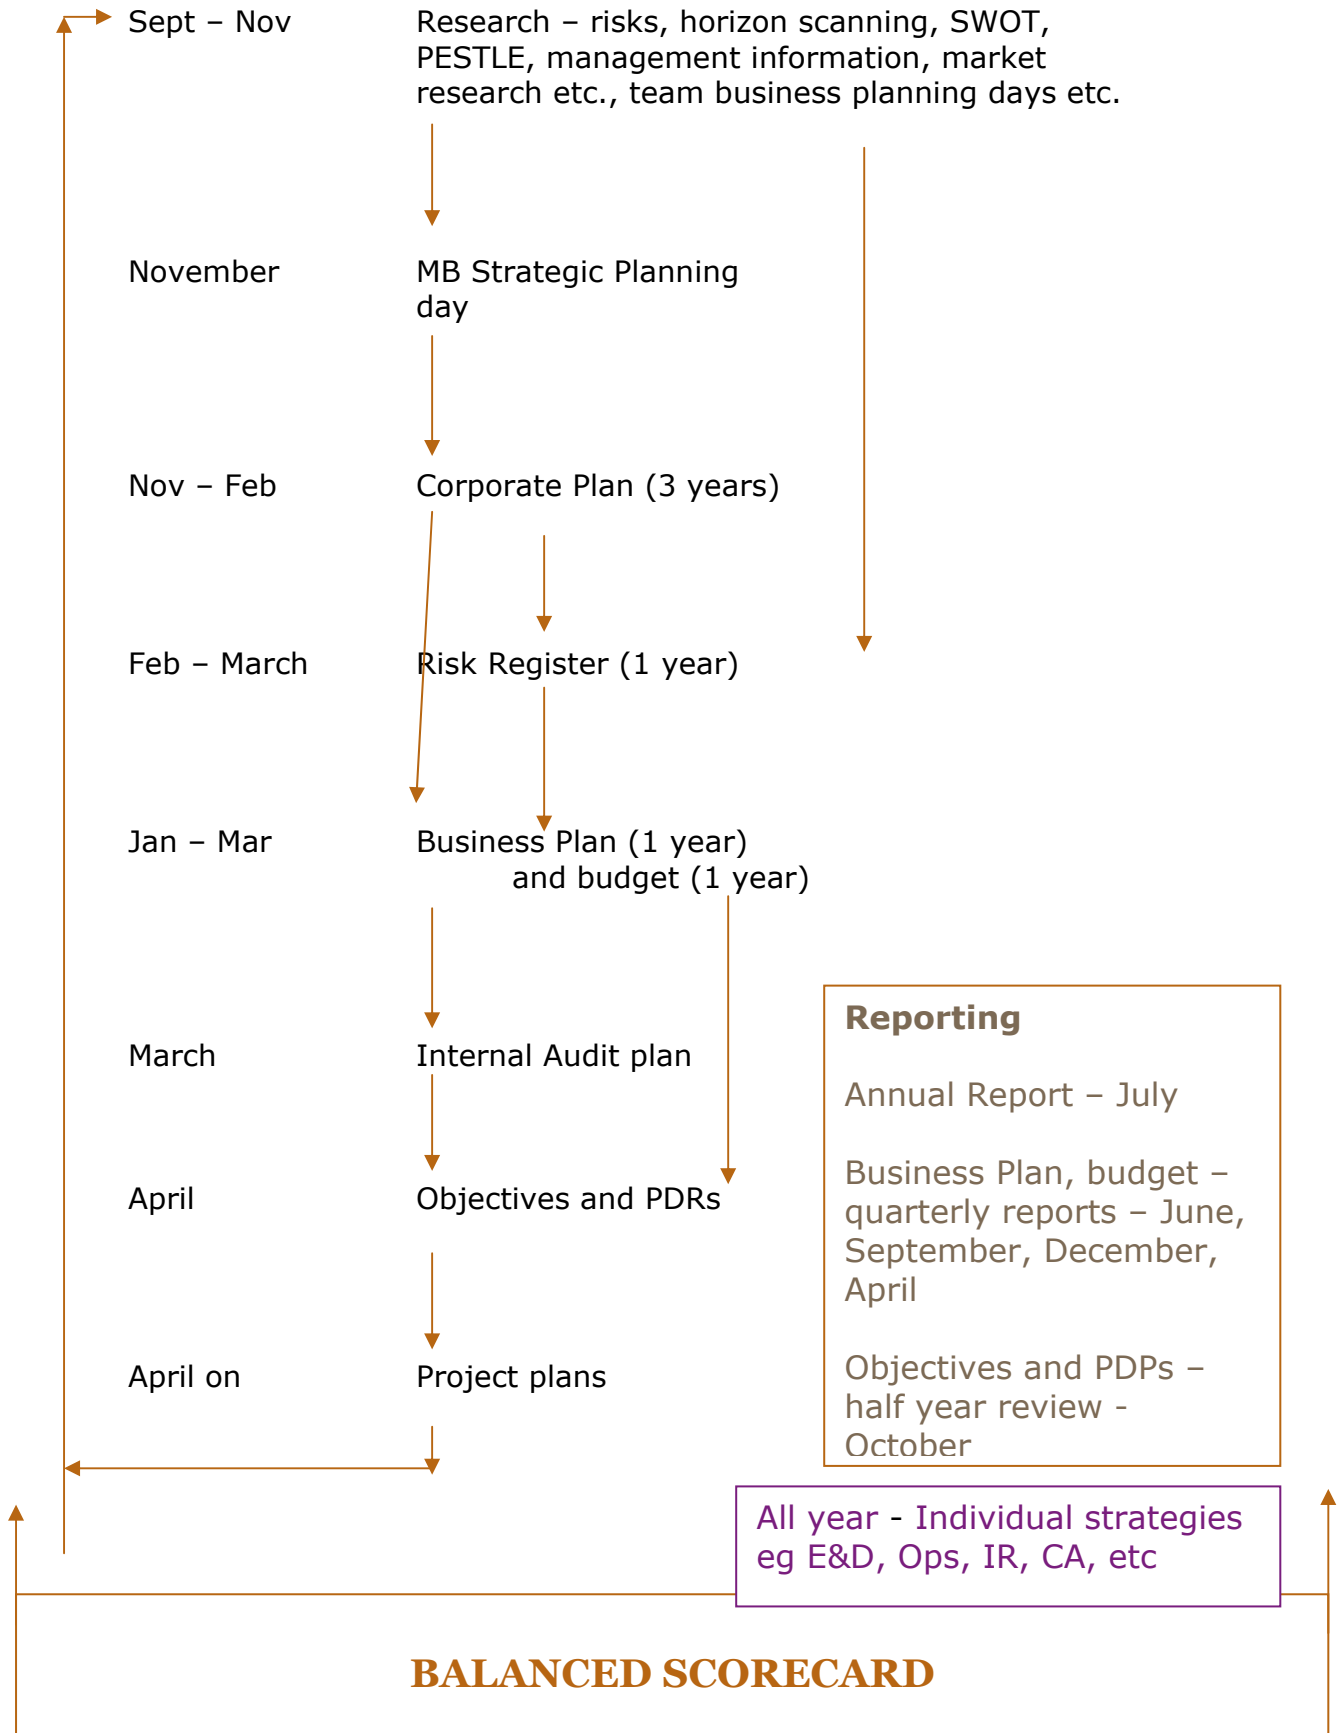 Sept – Nov
Research – risks, horizon scanning, SWOT,
PESTLE, management information, market
research etc., team business planning days etc.
November
MB Strategic Planning
day
Nov – Feb
Corporate Plan (3 years)
Feb – March
Risk Register (1 year)
Jan – Mar
Business Plan (1 year)
and budget (1 year)
March
Internal Audit plan
April
Objectives and PDRs
April on
Project plans
Reporting
Annual Report – July
Business Plan, budget –
quarterly reports – June,
September, December,
April
Objectives and PDPs –
half year review -
October
All year - Individual strategies
eg E&D, Ops, IR, CA, etc
BALANCED SCORECARD